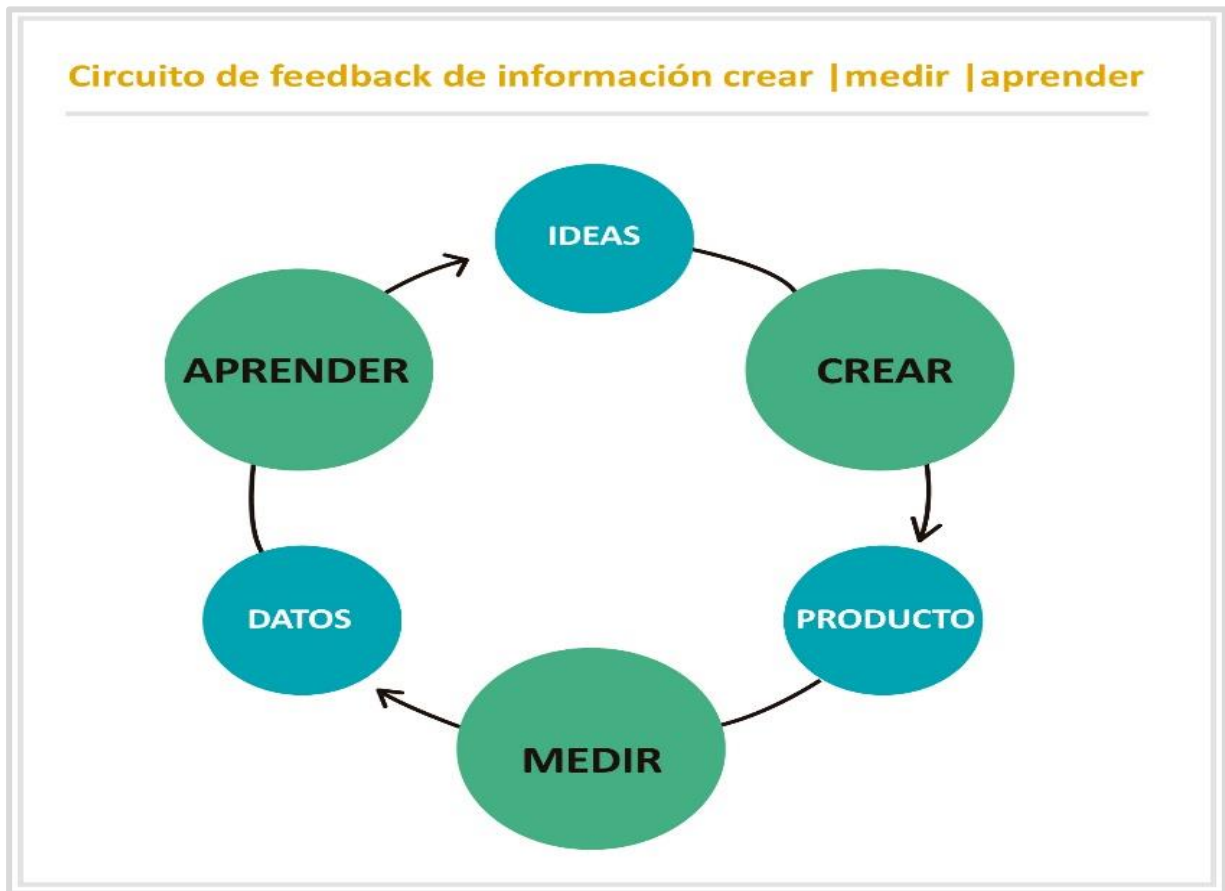 Circuito de feedback de información crear |medir |aprender
IDEAS
CREAR
PRODUCTO
MEDIR
DATOS
APRENDER